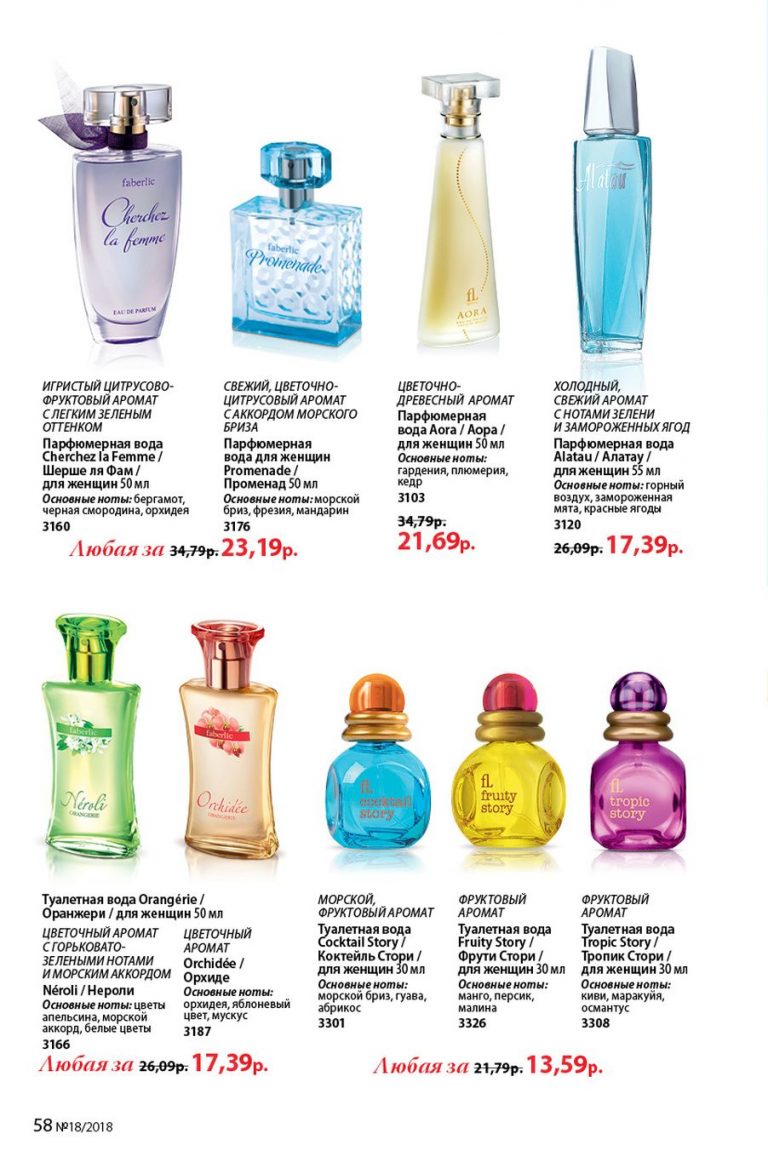 faberlic
Cherchez
la femme
EAU DE PARFUM
faberlic
Promenade
fL
AORA
Alatau
ИГРИСТЫЙ ЦИТРУСОВО-
ФРУКТОВЫЙ АРОМАТ
С ЛЕГКИМ ЗЕЛЕНЫМ
ОТТЕНКОМ
Парфюмерная вода
Cherchez la Femme /
Шерше ля Фам /
для женщин 50 мл
Основные ноты: бергамот,
черная смородина, орхидея
3160
СВЕЖИЙ, ЦВЕТОЧНО-
ЦИТРУСОВЫЙ АРОМАТ
С АККОРДОМ МОРСКОГО
БРИЗА
Парфюмерная
вода для женщин
Promenade /
Променад 50 мл
Основные ноты: морской
бриз, фрезия, мандарин
3176
Любая за 34,79р. 23,19р.
ЦВЕТОЧНО-
ДРЕВЕСНЫЙ АРОМАТ
Парфюмерная
вода Aora / Аора /
для женщин 50 мл
Основные ноты:
гардения, плюмерия,
кедр
3103
34,79р.
21,69р.
ХОЛОДНЫЙ,
СВЕЖИЙ АРОМАТ
С НОТАМИ ЗЕЛЕНИ
И ЗАМОРОЖЕННЫХ ЯГОД
Парфюмерная вода
Alatau / Алатау /
для женщин 55 мл
Основные ноты: горный
воздух, замороженная
мята, красные ягоды
3120
26,09р. 17,39р.
faberlic
Néroli
ORANGERIE
faberlic
Orchidée
ORANGERIE
fL
cocktail
story
fL
fruity
story
fL
tropic
story
Туалетная вода Orangérie /
Оранжери / для женщин 50 мл
ЦВЕТОЧНЫЙ АРОМАТ
С ГОРЬКОВАТО-
ЗЕЛЕНЫМИ НОТАМИ
И МОРСКИМ АККОРДОМ
Néroli / Нероли
Основные ноты: цветы
апельсина, морской
аккорд, белые цветы
3166
ЦВЕТОЧНЫЙ
АРОМАТ
Orchidée /
Орхиде
Основные ноты:
орхидея, яблоневый
цвет, мускус
3187
Любая за 26,09р. 17,39р.
МОРСКОЙ,
ФРУКТОВЫЙ АРОМАТ
Туалетная вода
Cocktail Story /
Коктейль Стори /
для женщин 30 мл
Основные ноты:
морской бриз, гуава,
абрикос
3301
ФРУКТОВЫЙ
АРОМАТ
Туалетная вода
Fruity Story /
Фрути Стори /
для женщин 30 мл
Основные ноты:
манго, персик,
малина
3326
ФРУКТОВЫЙ
АРОМАТ
Туалетная вода
Tropic Story /
Тропик Стори /
для женщин 30 мл
Основные ноты:
киви, маракуйя,
османтус
3308
Любая за 21,79р. 13,59р.
58 №18/2018